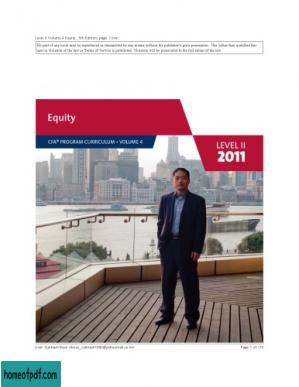 Level II Volume 4 Equity, 5th Edition page Cover
No part of any book may be reproduced or transmitted by any means without the publisher's prior permission. Use (other than qualified fair
use) in violation of the law or Terms of Service is prohibited. Violators will be prosecuted to the full extent of the law.
Equity
CFA® PROGRAM CURRICULUM • VOLUME 4
LEVEL II
2011
Page 1 of 170
homeofpdf.com